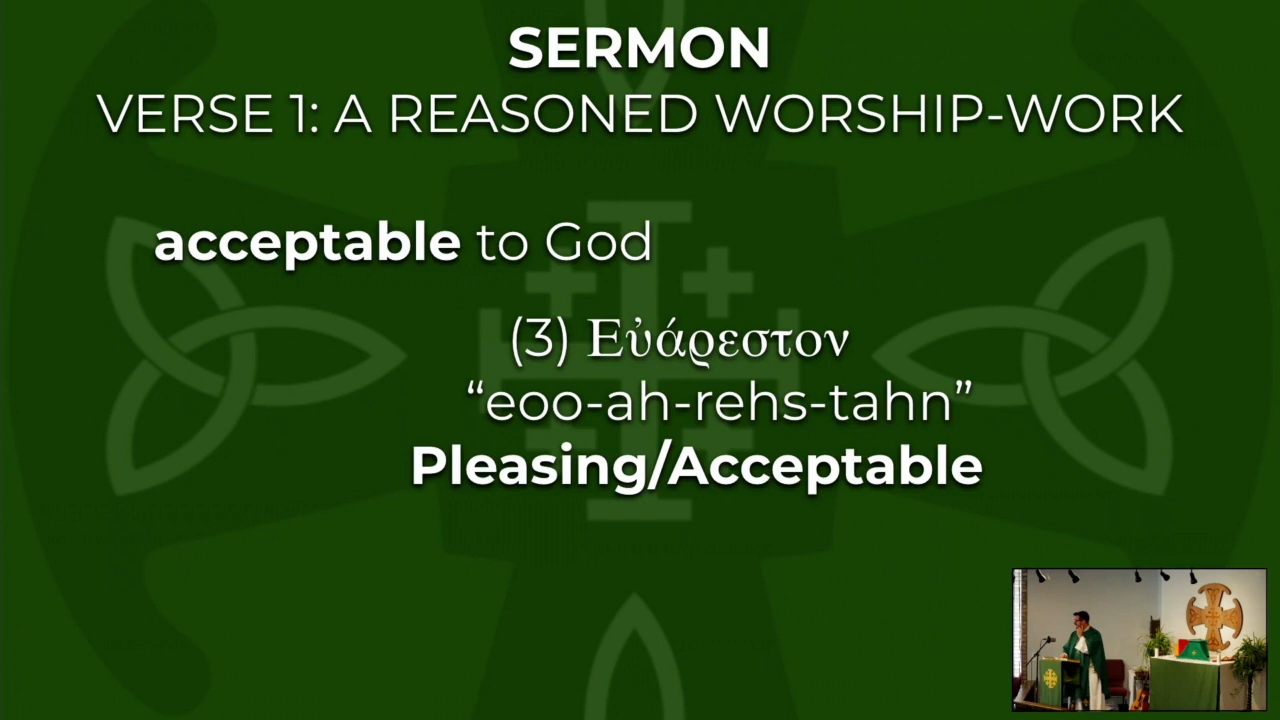 SERMON
VERSE 1: A REASONED WORSHIP-WORK
acceptable to God
(3) Εὐάρεστον
“eoo-ah-rehs-tahn”
Pleasing/Acceptable